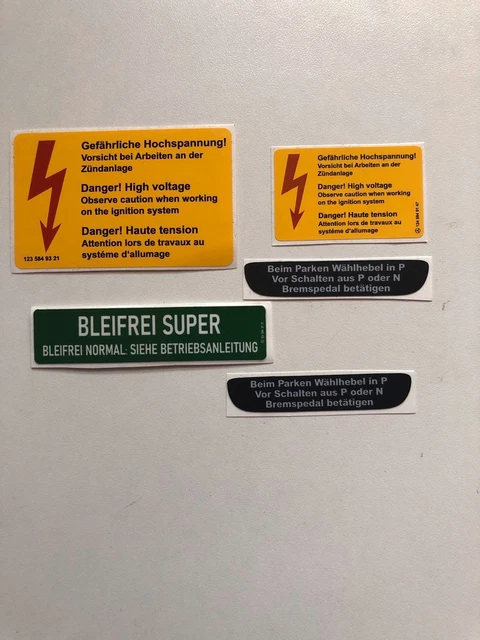 Gefährliche Hochspannung!
Vorsicht bei Arbeiten an der
Zündanlage
Danger! High voltage
Observe caution when working
on the ignition system
Danger! Haute tension
Attention lors de travaux au
systéme d'allumage
123 584 93 21
Gefährliche Hochspannung!
Vorsicht bei Arbeiten an der
Zündanlage
Danger! High voltage
Observe caution when working
on the ignition system
Danger! Haute tension
Attention lors de travaux au
systéme d'allumage
Beim Parken Wählhebel in P
Vor Schalten aus P oder N
Bremspedal betätigen
BLEIFREI SUPER
BLEIFREI NORMAL: SIEHE BETRIEBSANLEITUNG
Beim Parken Wählhebel in P
Vor Schalten aus P oder N
Bremspedal betätigen